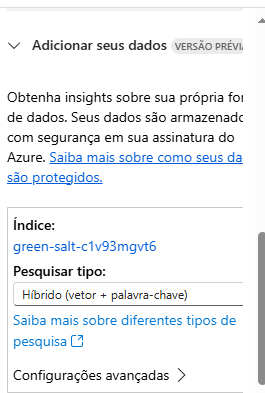 Adicionar seus dados VERSÃO PRÉVIA
Obtenha insights sobre sua própria for
de dados. Seus dados são armazenado
com segurança em sua assinatura do
Azure. Saiba mais sobre como seus da
são protegidos.
Índice:
green-salt-c1v93mgvt6
Pesquisar tipo:
Híbrido (vetor + palavra-chave)
Saiba mais sobre diferentes tipos de
pesquisa
Configurações avançadas